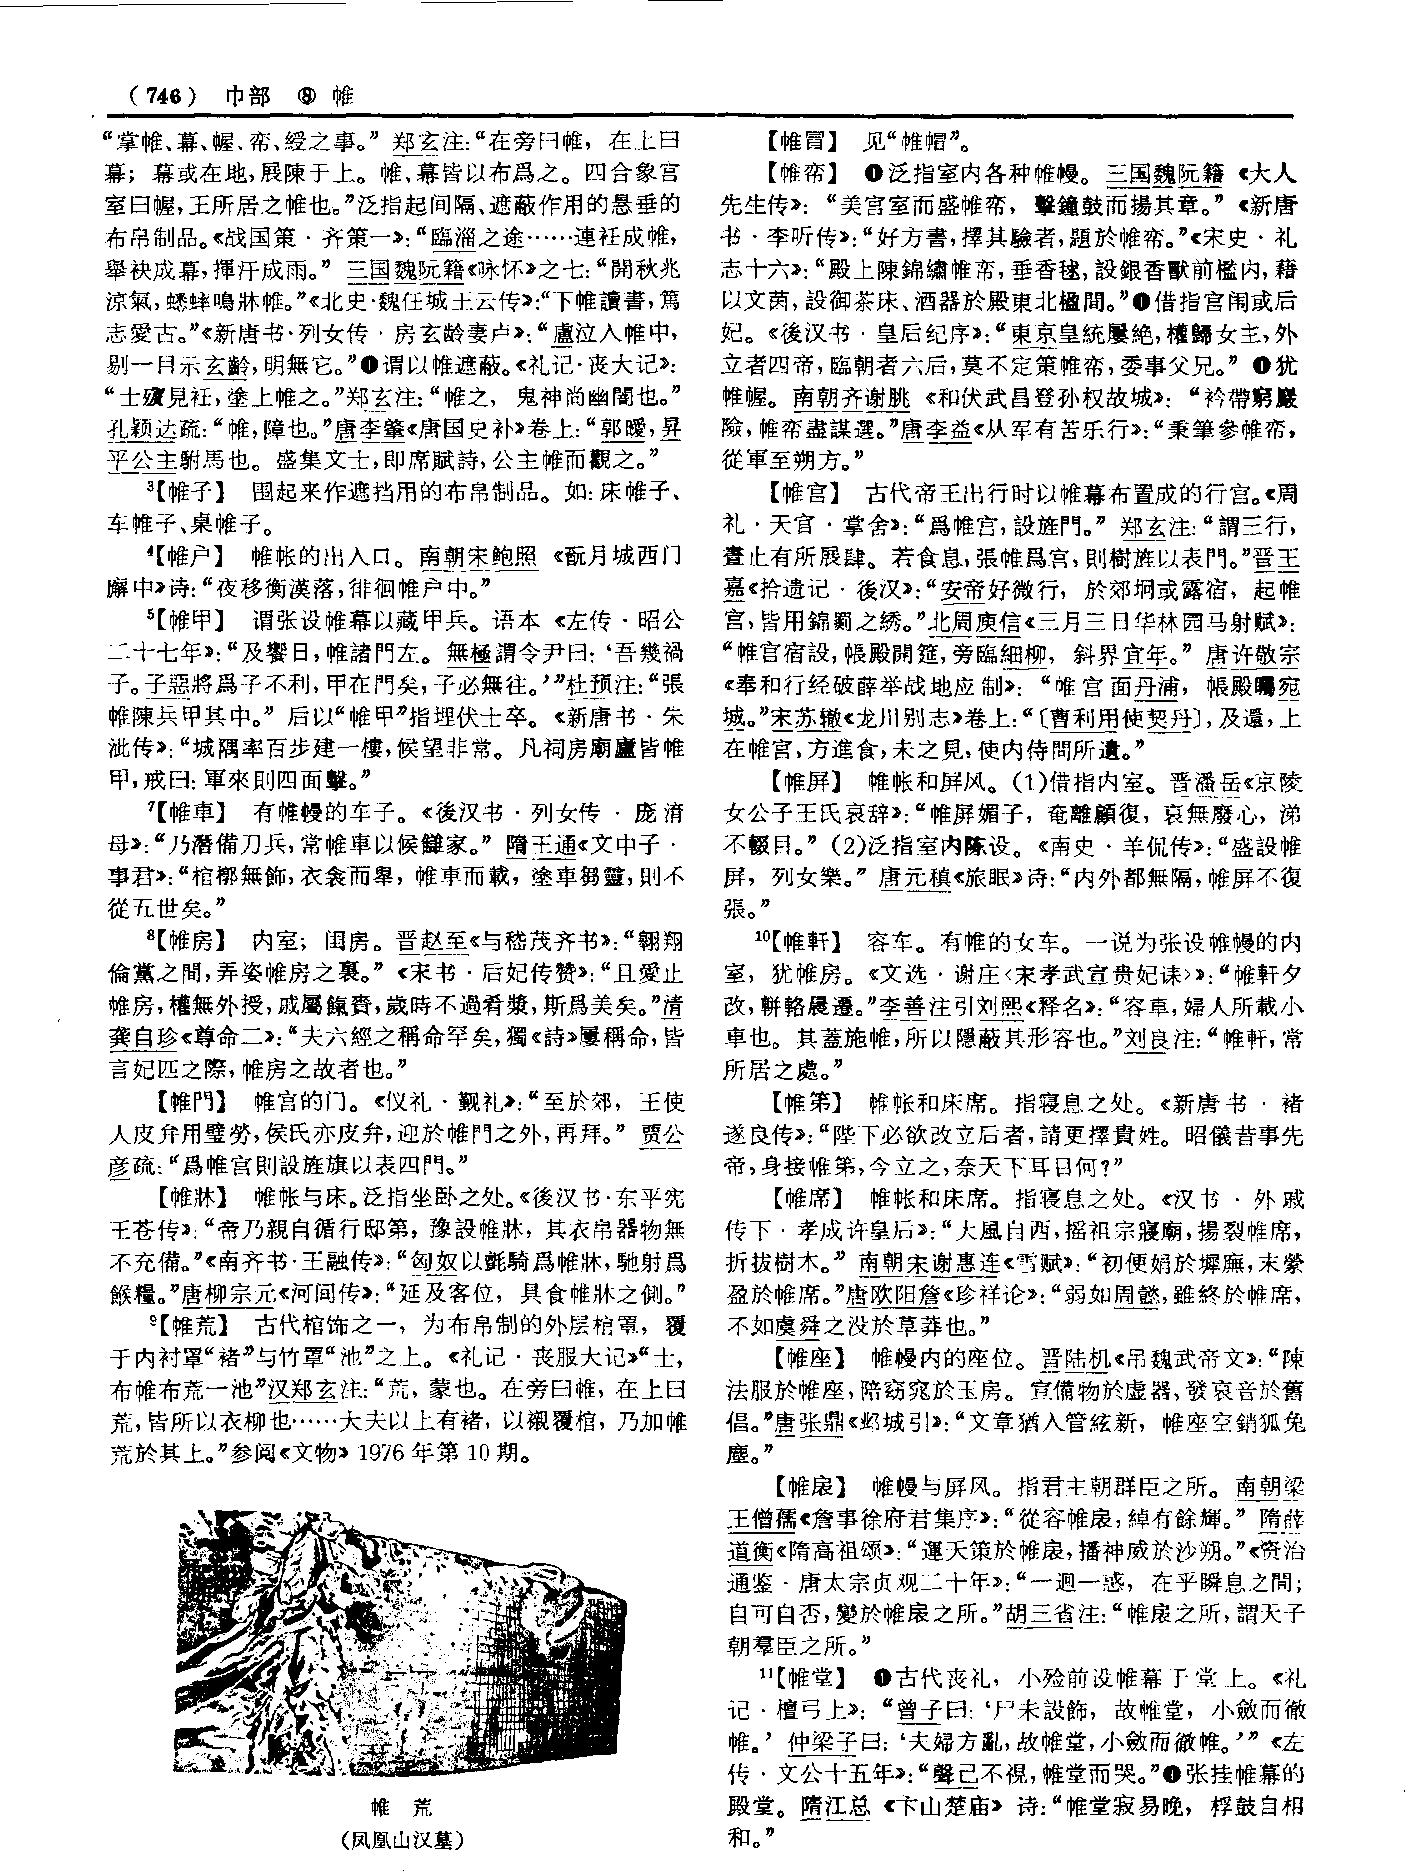 (746) 巾部 ⑧ 帷
“掌帷、幕、幄、帟、綬之事。” 郑玄注:“在旁曰帷，在上曰
幕；幕或在地，展陳于上。帷、幕皆以布爲之。四合象宫
室曰幄，王所居之帷也。”泛指起间隔、遮蔽作用的悬垂的
布帛制品。《战国策·齐策一》:“臨淄之途……連衽成帷，
舉袂成幕，揮汗成雨。” 三国魏阮籍《咏怀》之七:“開秋兆
涼氣，蟋蟀鳴牀帷。”《北史·魏任城王云传》:“下帷讀書，篤
志愛古。”《新唐书·列女传·房玄龄妻卢》:“盧泣入帷中，
剔一目示玄齡，明無它。”❶谓以帷遮蔽。《礼记·丧大记》:
“士殯見衽，塗上帷之。”郑玄注:“帷之，鬼神尚幽闇也。”
孔颖达疏:“帷，障也。”唐李肇《唐国史补》卷上:“郭曖，昇
平公主駙馬也。盛集文士，即席賦詩，公主帷而觀之。”
³【帷子】 围起来作遮挡用的布帛制品。如: 床帷子、
车帷子、桌帷子。
⁴【帷户】 帷帐的出入口。南朝宋鲍照《翫月城西门
廨中》诗:“夜移衡漢落，徘徊帷户中。”
⁵【帷甲】 谓张设帷幕以藏甲兵。语本《左传·昭公
二十七年》:“及饗日，帷諸門左。無極謂令尹曰:‘吾幾禍
子。子惡將爲子不利，甲在門矣，子必無往。’”杜预注:“張
帷陳兵甲其中。” 后以“帷甲”指埋伏士卒。《新唐书·朱
泚传》:“城隅率百步建一樓，候望非常。凡祠房廟廬皆帷
甲，戒曰: 軍來則四面擊。”
⁷【帷車】 有帷幔的车子。《後汉书·列女传·庞淯
母》:“乃潛備刀兵，常帷車以候讎家。” 隋王通《文中子·
事君》:“棺槨無飾，衣衾而舉，帷車而載，塗車芻靈，則不
從五世矣。”
⁸【帷房】 内室；闺房。晋赵至《与嵇茂齐书》:“翱翔
倫黨之間，弄姿帷房之裏。” 《宋书·后妃传赞》:“且愛止
帷房，權無外授，戚屬餼賚，歲時不過肴漿，斯爲美矣。”清
龚自珍《尊命二》:“夫六經之稱命罕矣，獨《詩》屢稱命，皆
言妃匹之際，帷房之故者也。”
【帷門】 帷宫的门。《仪礼·觐礼》:“至於郊，王使
人皮弁用璧勞，侯氏亦皮弁，迎於帷門之外，再拜。” 贾公
彦疏:“爲帷宫則設旌旗以表四門。”
【帷牀】 帷帐与床。泛指坐卧之处。《後汉书·东平宪
王苍传》:“帝乃親自循行邸第，豫設帷牀，其衣帛器物無
不充備。”《南齐书·王融传》:“匈奴以氈騎爲帷牀，馳射爲
餱糧。”唐柳宗元《河间传》:“延及客位，具食帷牀之側。”
⁹【帷荒】 古代棺饰之一，为布帛制的外层棺罩，覆
于内衬罩“褚”与竹罩“池”之上。《礼记·丧服大记》“士，
布帷布荒一池”汉郑玄注:“荒，蒙也。在旁曰帷，在上曰
荒，皆所以衣柳也……大夫以上有褚，以襯覆棺，乃加帷
荒於其上。”参阅《文物》1976年第10期。
帷 荒
(凤凰山汉墓)
【帷冐】 见“帷帽”。
【帷帟】 ❶泛指室内各种帷幔。三国魏阮籍《大人
先生传》:“美宫室而盛帷帟，擊鐘鼓而揚其章。” 《新唐
书·李听传》:“好方書，擇其驗者，題於帷帟。”《宋史·礼
志十六》:“殿上陳錦繡帷帟，垂香毬，設銀香獸前檻内，藉
以文茵，設御茶床、酒器於殿東北楹間。”❶借指宫闱或后
妃。《後汉书·皇后纪序》:“東京皇統屢絶，權歸女主，外
立者四帝，臨朝者六后，莫不定策帷帟，委事父兄。” ❶犹
帷幄。南朝齐谢朓《和伏武昌登孙权故城》: “衿帶窮巖
險，帷帟盡謀選。”唐李益《从军有苦乐行》:“秉筆參帷帟，
從軍至朔方。”
【帷宫】 古代帝王出行时以帷幕布置成的行宫。《周
礼·天官·掌舍》:“爲帷宫，設旌門。” 郑玄注:“謂王行，
晝止有所展肆。若食息，張帷爲宫，則樹旌以表門。”晋王
嘉《拾遗记·後汉》:“安帝好微行，於郊坰或露宿，起帷
宫，皆用錦罽之绣。”北周庾信《三月三日华林园马射赋》:
“帷宫宿設，帳殿開筵，旁臨細柳，斜界宜年。” 唐许敬宗
《奉和行经破薛举战地应制》: “帷宫面丹浦，帳殿矚宛
城。”宋苏辙《龙川别志》卷上:“〔曹利用使契丹〕，及還，上
在帷宫，方進食，未之見，使内侍問所遺。”
【帷屏】 帷帐和屏风。(1)借指内室。晋潘岳《京陵
女公子王氏哀辞》:“帷屏媚子，奄離顧復，哀無廢心，涕
不輟目。” (2)泛指室内陈设。《南史·羊侃传》:“盛設帷
屏，列女樂。” 唐元稹《旅眠》诗:“内外都無隔，帷屏不復
張。”
¹⁰【帷軒】 容车。有帷的女车。一说为张设帷幔的内
室，犹帷房。《文选·谢庄〈宋孝武宣贵妃诔〉》:“帷軒夕
改，軿輅晨遷。”李善注引刘熙《释名》:“容車，婦人所載小
車也。其蓋施帷，所以隱蔽其形容也。”刘良注:“帷軒，常
所居之處。”
【帷笫】 帷帐和床席。指寝息之处。《新唐书·褚
遂良传》:“陛下必欲改立后者，請更擇貴姓。昭儀昔事先
帝，身接帷笫，今立之，奈天下耳目何?”
【帷席】 帷帐和床席。指寝息之处。《汉书·外戚
传下·孝成许皇后》:“大風自西，摇祖宗寢廟，揚裂帷席，
折拔樹木。” 南朝宋谢惠连《雪赋》:“初便娟於墀廡，末縈
盈於帷席。”唐欧阳詹《珍祥论》:“弱如周懿，雖終於帷席，
不如虞舜之没於草莽也。”
【帷座】 帷幔内的座位。晋陆机《吊魏武帝文》:“陳
法服於帷座，陪窈窕於玉房。宣備物於虚器，發哀音於舊
倡。”唐张鼎《邺城引》:“文章猶入管絃新，帷座空銷狐兔
塵。”
【帷扆】 帷幔与屏风。指君主朝群臣之所。南朝梁
王僧孺《詹事徐府君集序》:“從容帷扆，綽有餘輝。” 隋薛
道衡《隋高祖颂》:“運天策於帷扆，播神威於沙朔。”《资治
通鉴·唐太宗贞观二十年》:“一迴一惑，在乎瞬息之間；
自可自否，變於帷扆之所。”胡三省注:“帷扆之所，謂天子
朝羣臣之所。”
¹¹【帷堂】 ❶古代丧礼，小殓前设帷幕于堂上。《礼
记·檀弓上》: “曾子曰: ‘尸未設飾，故帷堂，小斂而徹
帷。’ 仲梁子曰: ‘夫婦方亂，故帷堂，小斂而徹帷。’” 《左
传·文公十五年》:“聲己不視，帷堂而哭。”❶张挂帷幕的
殿堂。隋江总《卞山楚庙》诗:“帷堂寂易晚，桴鼓自相
和。”